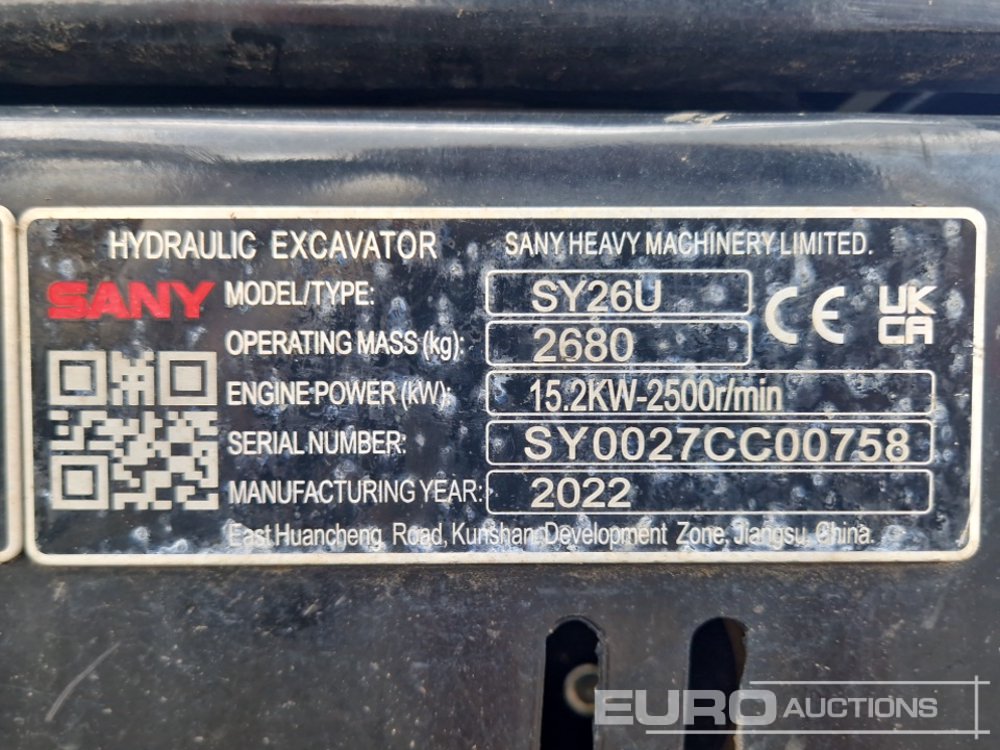 HYDRAULIC EXCAVATOR SANY HEAVY MACHINERY LIMITED.
SANY MODEL/TYPE: SY26U CE UK CA
OPERATING MASS (kg): 2680
ENGINE POWER (kW): 15.2KW-2500r/min
SERIAL NUMBER: SY0027CC00758
MANUFACTURING YEAR: 2022
East Huancheng Road, Kunshan Development Zone, Jiangsu, China.
EURO AUCTIONS